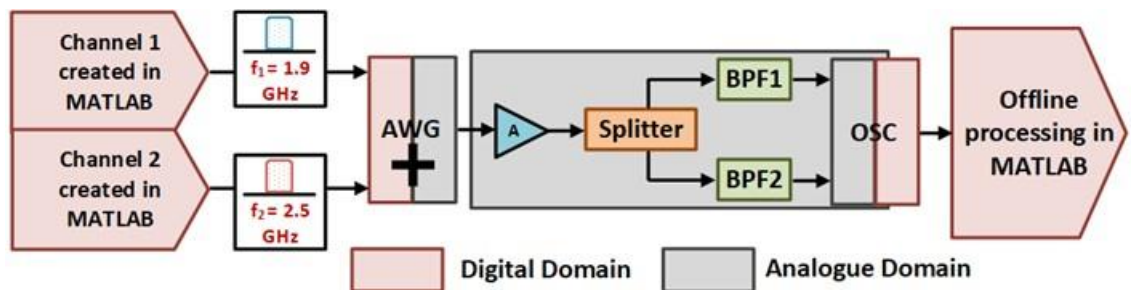 Channel 1
created in
MATLAB
f₁ = 1.9
GHz
Channel 2
created in
MATLAB
f₂ = 2.5
GHz
AWG
+
A
Splitter
BPF1
BPF2
OSC
Offline
processing in
MATLAB
Digital Domain
Analogue Domain